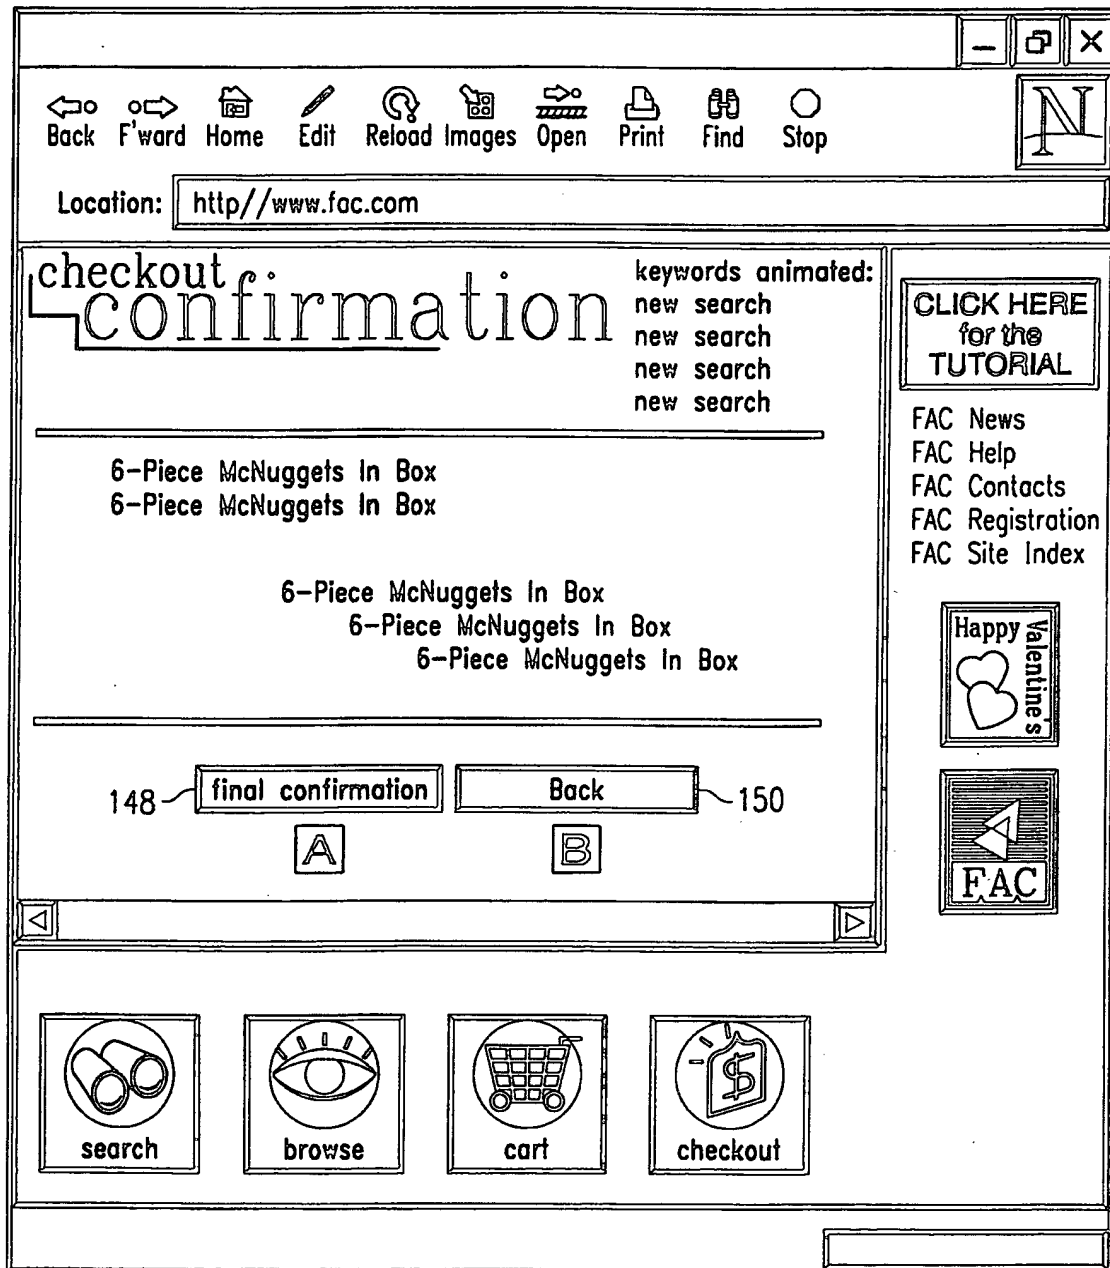 N
Back F'ward Home Edit Reload Images Open Print Find Stop
Location: http//www.fac.com
checkout
confirmation
keywords animated:
new search
new search
new search
new search
6-Piece McNuggets In Box
6-Piece McNuggets In Box
6-Piece McNuggets In Box
6-Piece McNuggets In Box
6-Piece McNuggets In Box
148 final confirmation Back 150
A B
CLICK HERE
for the
TUTORIAL
FAC News
FAC Help
FAC Contacts
FAC Registration
FAC Site Index
Happy
Valentine's
FAC
search browse cart checkout